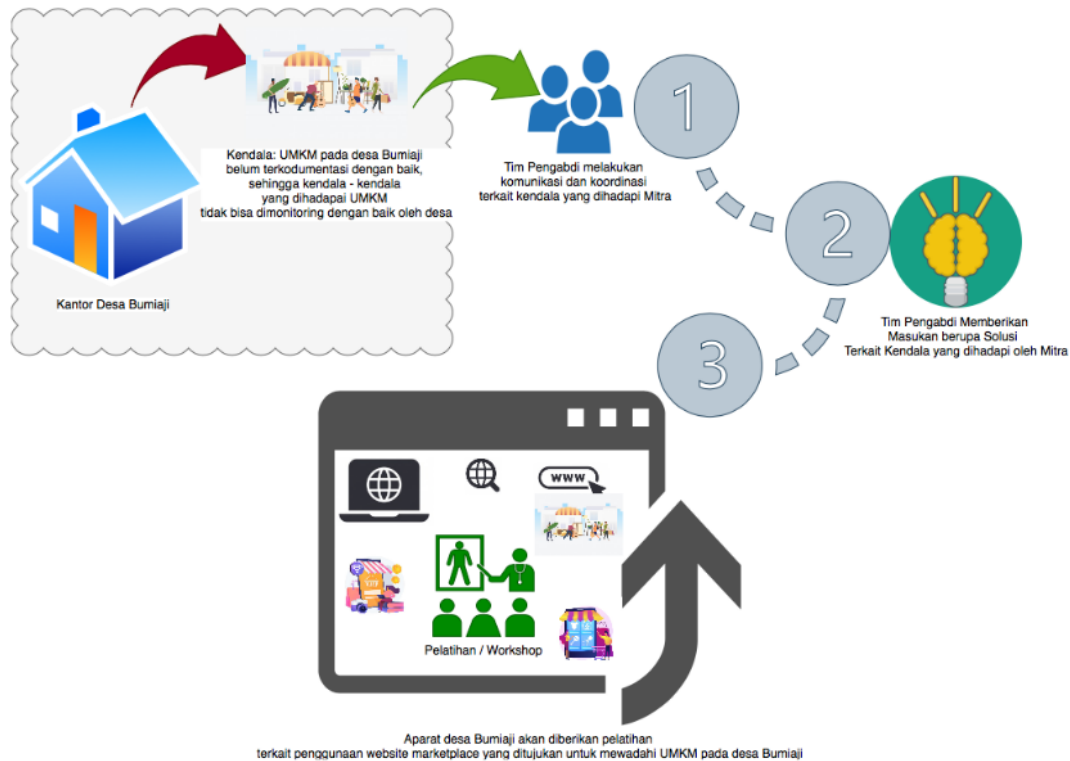 Kendala: UMKM pada desa Bumiaji
belum terkodumentasi dengan baik,
sehingga kendala - kendala
yang dihadapai UMKM
tidak bisa dimonitoring dengan baik oleh desa
Kantor Desa Bumiaji
Tim Pengabdi melakukan
komunikasi dan koordinasi
terkait kendala yang dihadapi Mitra
1
2
Tim Pengabdi Memberikan
Masukan berupa Solusi
Terkait Kendala yang dihadapi oleh Mitra
3
www
Pelatihan / Workshop
Aparat desa Bumiaji akan diberikan pelatihan
terkait penggunaan website marketplace yang ditujukan untuk mewadahi UMKM pada desa Bumiaji